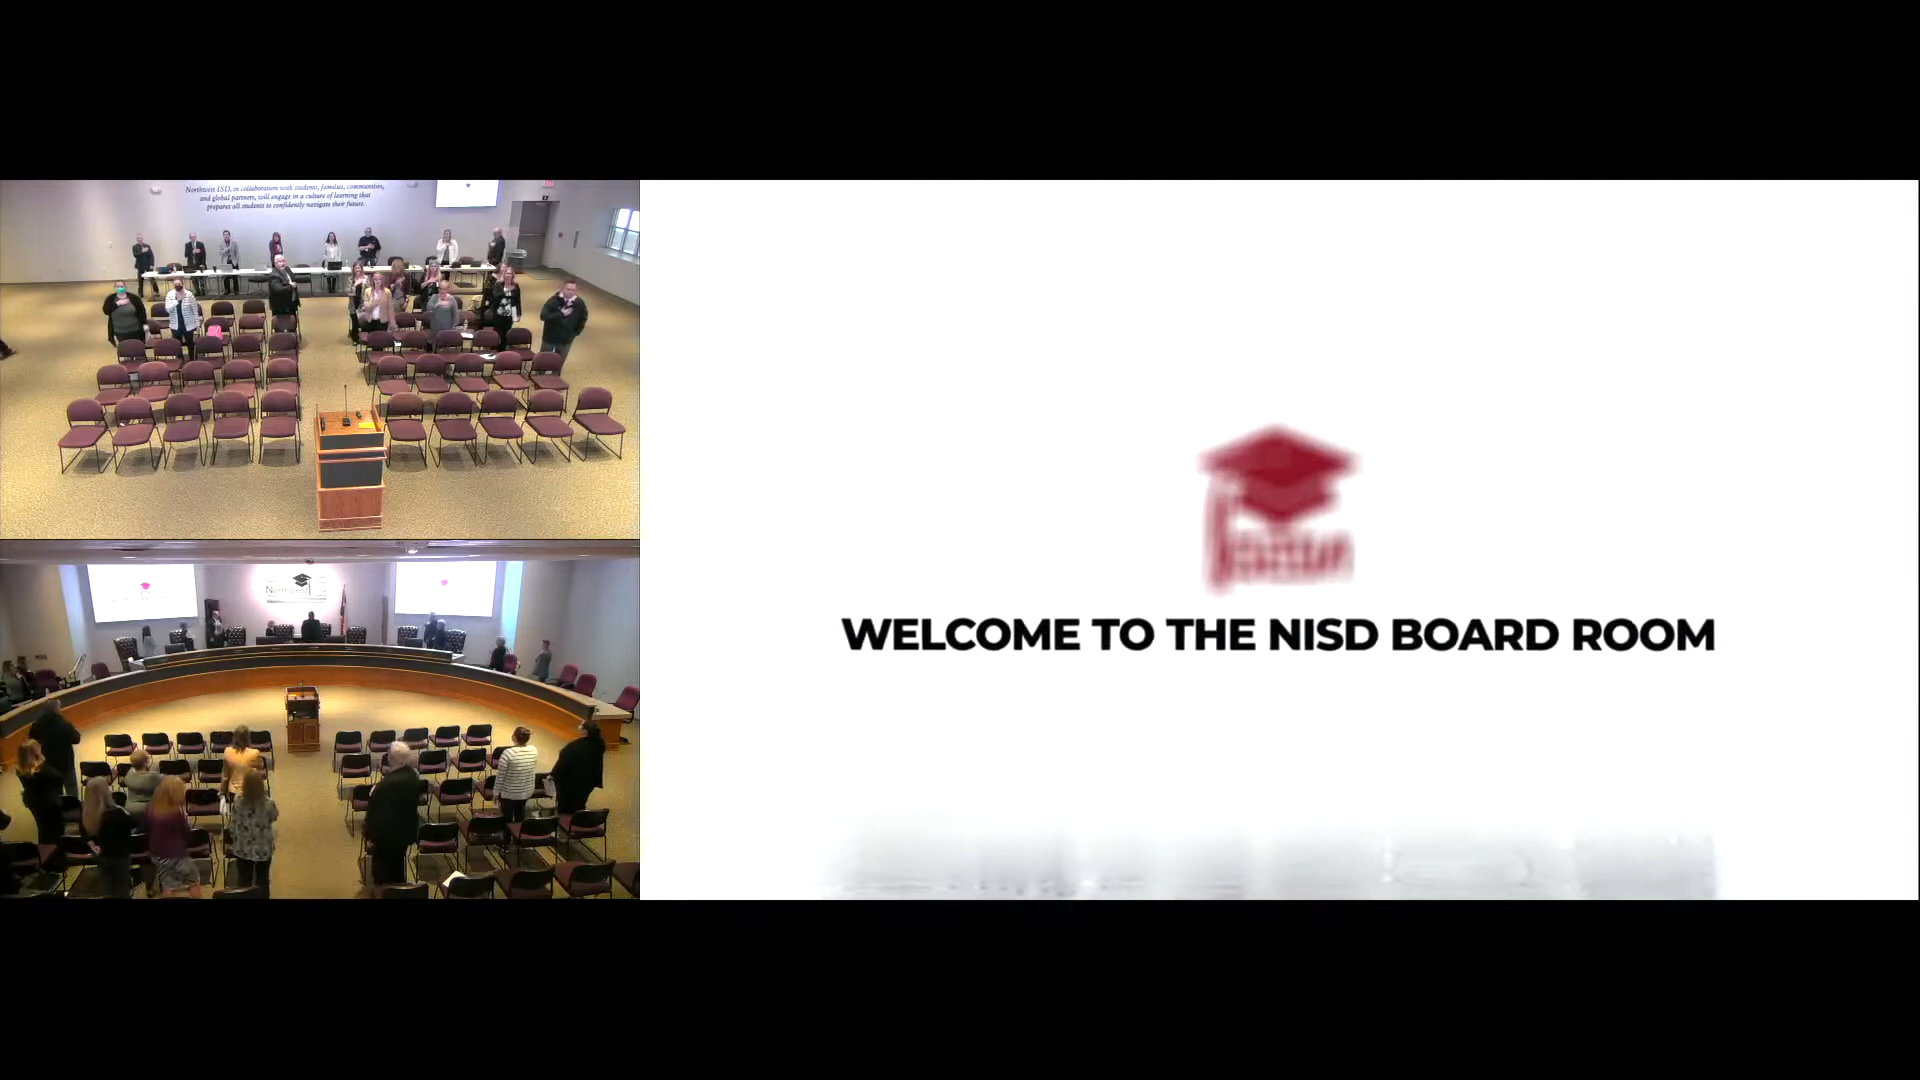 Northwest ISD, in collaboration with students, families, communities,
and global partners, will engage in a culture of learning that
prepares all students to confidently navigate their future.
Northwest
WELCOME TO THE NISD BOARD ROOM